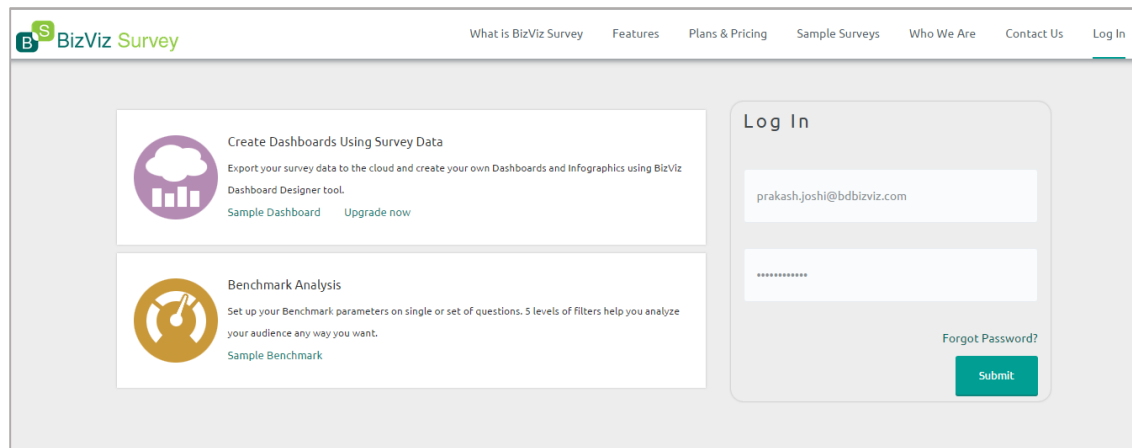 BS BizViz Survey
What is BizViz Survey Features Plans & Pricing Sample Surveys Who We Are Contact Us Log In
Create Dashboards Using Survey Data
Export your survey data to the cloud and create your own Dashboards and Infographics using BizViz
Dashboard Designer tool.
Sample Dashboard Upgrade now
Benchmark Analysis
Set up your Benchmark parameters on single or set of questions. 5 levels of filters help you analyze
your audience any way you want.
Sample Benchmark
Log In
prakash.joshi@bdbizviz.com
••••••••••••
Forgot Password?
Submit